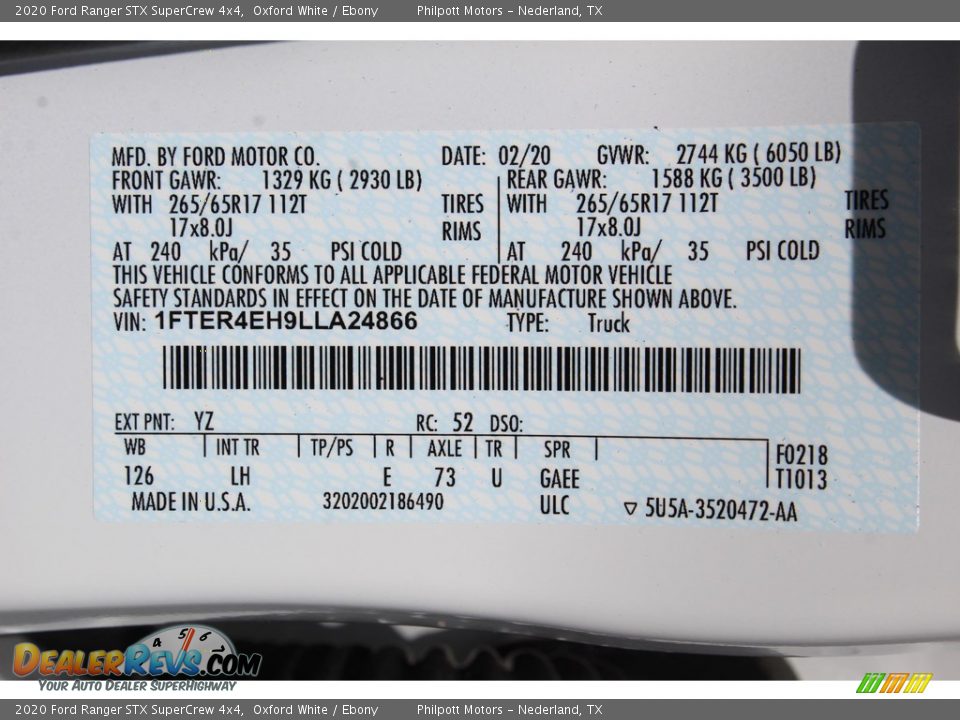 2020 Ford Ranger STX SuperCrew 4x4, Oxford White / Ebony Philpott Motors – Nederland, TX
MFD. BY FORD MOTOR CO. DATE: 02/20 GVWR: 2744 KG ( 6050 LB)
FRONT GAWR: 1329 KG ( 2930 LB) REAR GAWR: 1588 KG ( 3500 LB)
WITH 265/65R17 112T TIRES WITH 265/65R17 112T TIRES
17x8.0J RIMS 17x8.0J RIMS
AT 240 kPa/ 35 PSI COLD AT 240 kPa/ 35 PSI COLD
THIS VEHICLE CONFORMS TO ALL APPLICABLE FEDERAL MOTOR VEHICLE
SAFETY STANDARDS IN EFFECT ON THE DATE OF MANUFACTURE SHOWN ABOVE.
VIN: 1FTER4EH9LLA24866 TYPE: Truck
EXT PNT: YZ RC: 52 DSO:
WB INT TR TP/PS R AXLE TR SPR F0218
126 LH E 73 U GAEE T1013
MADE IN U.S.A. 3202002186490 ULC ▽ 5U5A-3520472-AA
4 5 6
DEALERREVS.COM
YOUR AUTO DEALER SUPERHIGHWAY
2020 Ford Ranger STX SuperCrew 4x4, Oxford White / Ebony Philpott Motors – Nederland, TX